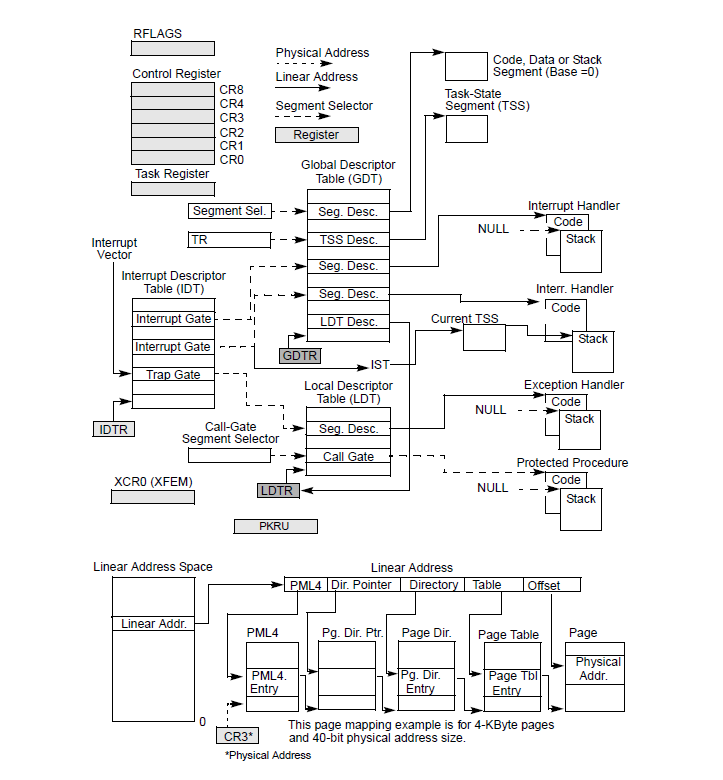 RFLAGS
Physical Address
Linear Address
Segment Selector
Register
Control Register
CR8
CR4
CR3
CR2
CR1
CR0
Task Register
Code, Data or Stack
Segment (Base =0)
Task-State
Segment (TSS)
Global Descriptor
Table (GDT)
Segment Sel.
Seg. Desc.
TR
TSS Desc.
Seg. Desc.
Seg. Desc.
LDT Desc.
GDTR
Interrupt Handler
NULL
Code
Stack
Interrupt
Vector
Interrupt Descriptor
Table (IDT)
Interrupt Gate
Interrupt Gate
Trap Gate
IDTR
Interr. Handler
Code
Current TSS
Stack
IST
Local Descriptor
Table (LDT)
Seg. Desc.
Call Gate
LDTR
Call-Gate
Segment Selector
Exception Handler
NULL
Code
Stack
Protected Procedure
NULL
Code
Stack
XCR0 (XFEM)
PKRU
Linear Address Space
Linear Addr.
0
Linear Address
PML4 Dir. Pointer Directory Table Offset
PML4 Pg. Dir. Ptr. Page Dir. Page Table Page
PML4.
Entry
Pg. Dir.
Entry
Page Tbl
Entry
Physical
Addr.
CR3*
This page mapping example is for 4-KByte pages
and 40-bit physical address size.
*Physical Address